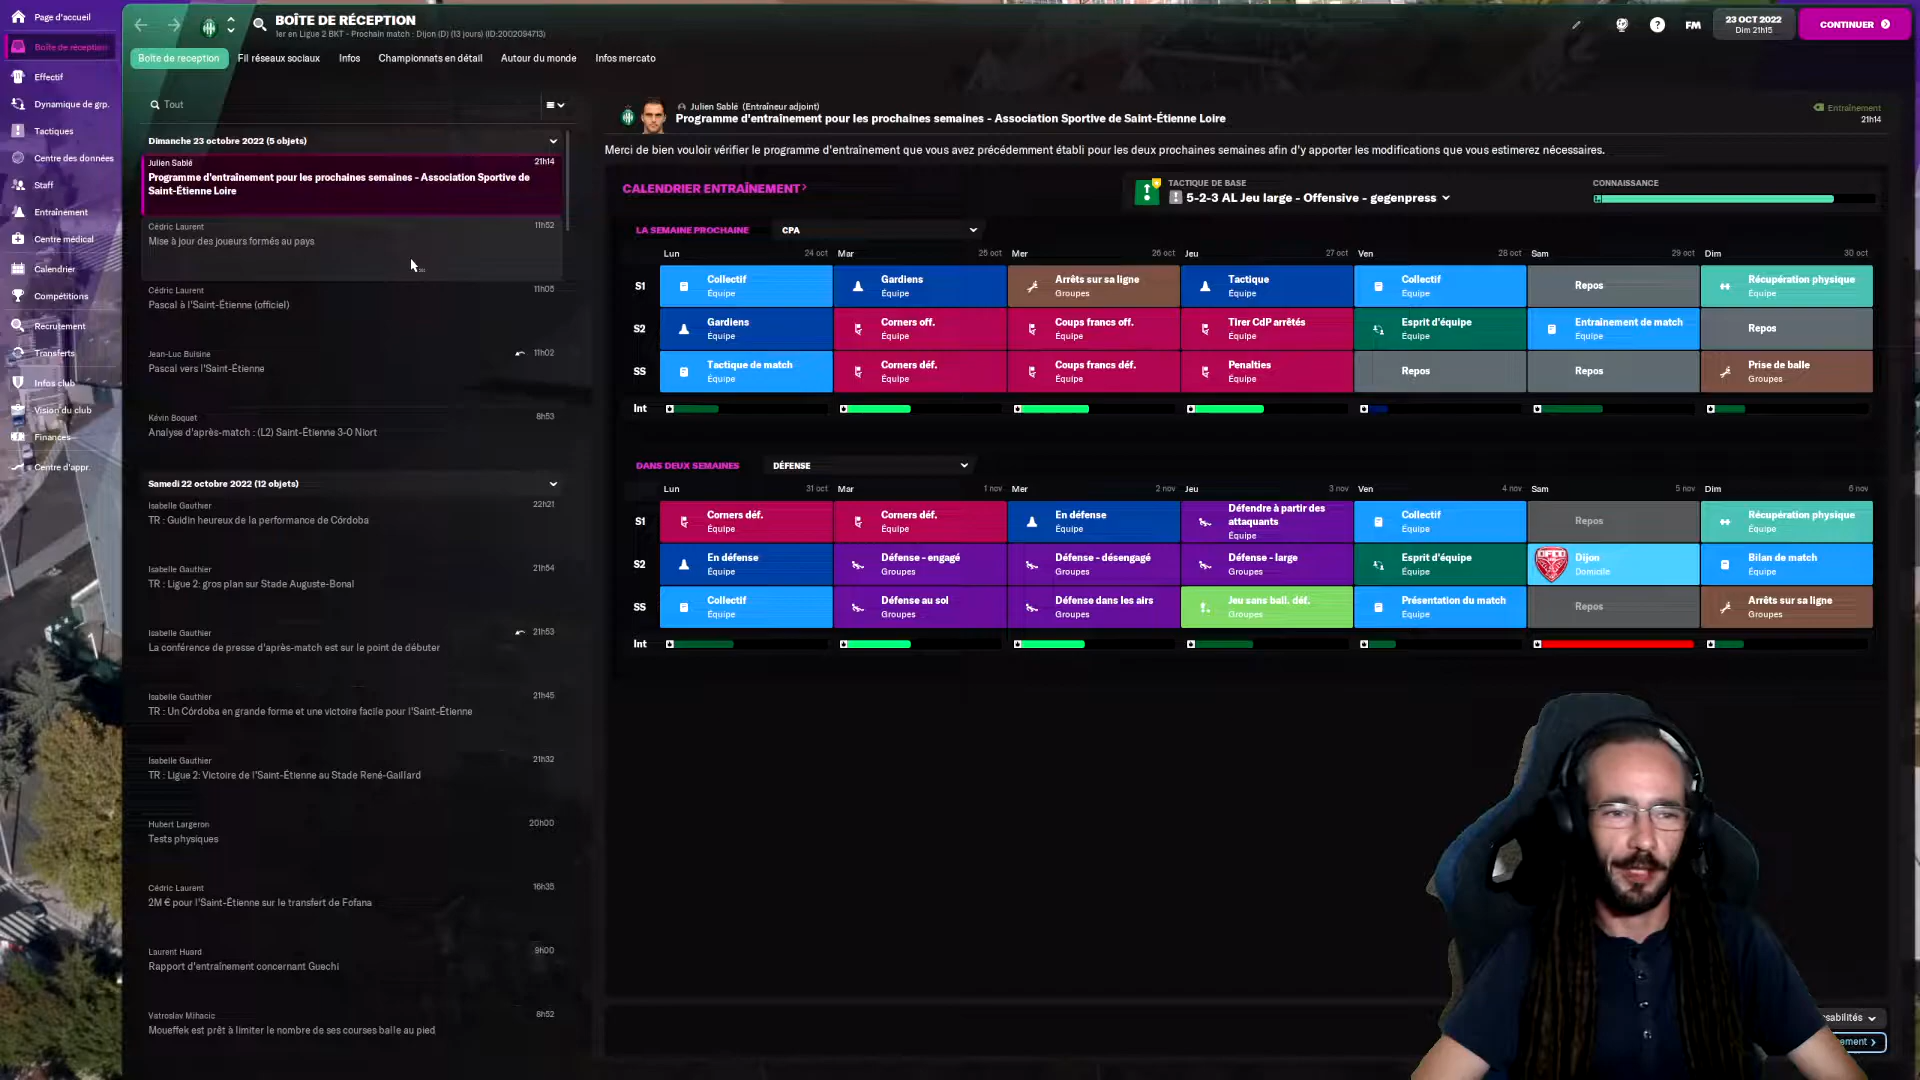 Page d'accueil
Boîte de réception
Effectif
Dynamique de grp.
Tactiques
Centre des données
Staff
Entraînement
Centre médical
Calendrier
Compétitions
Recrutement
Transferts
Infos club
Vision du club
Finances
Centre d'appr.
BOÎTE DE RÉCEPTION
1er en Ligue 2 BKT - Prochain match : Dijon (D) (13 jours) (ID:2002094713)
FM
23 OCT 2022
Dim 21h15
CONTINUER
Boîte de réception
Fil réseaux sociaux
Infos
Championnats en détail
Autour du monde
Infos mercato
Tout
Dimanche 23 octobre 2022 (5 objets)
Julien Sablé 21h14
Programme d'entraînement pour les prochaines semaines - Association Sportive de
Saint-Étienne Loire
Cédric Laurent 11h52
Mise à jour des joueurs formés au pays
Cédric Laurent 11h05
Pascal à l'Saint-Étienne (officiel)
Jean-Luc Buisine 11h02
Pascal vers l'Saint-Étienne
Kévin Boquet 8h53
Analyse d'après-match : (L2) Saint-Étienne 3-0 Niort
Samedi 22 octobre 2022 (12 objets)
Isabelle Gauthier 22h21
TR : Guidin heureux de la performance de Córdoba
Isabelle Gauthier 21h54
TR : Ligue 2: gros plan sur Stade Auguste-Bonal
Isabelle Gauthier 21h53
La conférence de presse d'après-match est sur le point de débuter
Isabelle Gauthier 21h45
TR : Un Córdoba en grande forme et une victoire facile pour l'Saint-Étienne
Isabelle Gauthier 21h32
TR : Ligue 2: Victoire de l'Saint-Étienne au Stade René-Gaillard
Hubert Largeron 20h00
Tests physiques
Cédric Laurent 16h35
2M € pour l'Saint-Étienne sur le transfert de Fofana
Laurent Huard 9h00
Rapport d'entraînement concernant Guechi
Vatroslav Mihacic 8h52
Moueffek est prêt à limiter le nombre de ses courses balle au pied
Julien Sablé (Entraîneur adjoint)
Programme d'entraînement pour les prochaines semaines - Association Sportive de Saint-Étienne Loire
Entraînement
21h14
Merci de bien vouloir vérifier le programme d'entraînement que vous avez précédemment établi pour les deux prochaines semaines afin d'y apporter les modifications que vous estimerez nécessaires.
CALENDRIER ENTRAÎNEMENT
TACTIQUE DE BASE
5-2-3 AL Jeu large - Offensive - gegenpress
CONNAISSANCE
LA SEMAINE PROCHAINE CPA
Lun 24 oct Mar 25 oct Mer 26 oct Jeu 27 oct Ven 28 oct Sam 29 oct Dim 30 oct
S1 Collectif Gardiens Arrêts sur sa ligne Tactique Collectif Repos Récupération physique
Équipe Équipe Groupes Équipe Équipe Équipe
S2 Gardiens Corners off. Coups francs off. Tirer CdP arrêtés Esprit d'équipe Entraînement de match Repos
Équipe Équipe Équipe Équipe Équipe Équipe
SS Tactique de match Corners déf. Coups francs déf. Penalties Repos Repos Prise de balle
Équipe Équipe Équipe Équipe Groupes
Int
DANS DEUX SEMAINES DÉFENSE
Lun 31 oct Mar 1 nov Mer 2 nov Jeu 3 nov Ven 4 nov Sam 5 nov Dim 6 nov
S1 Corners déf. Corners déf. En défense Défendre à partir des attaquants Collectif Repos Récupération physique
Équipe Équipe Équipe Équipe Équipe Équipe
S2 En défense Défense - engagé Défense - désengagé Défense - large Esprit d'équipe Dijon Bilan de match
Équipe Groupes Groupes Groupes Équipe Domicile Équipe
SS Collectif Défense au sol Défense dans les airs Jeu sans ball. déf. Présentation du match Repos Arrêts sur sa ligne
Équipe Groupes Groupes Groupes Équipe Groupes
Int
sabilités
ement